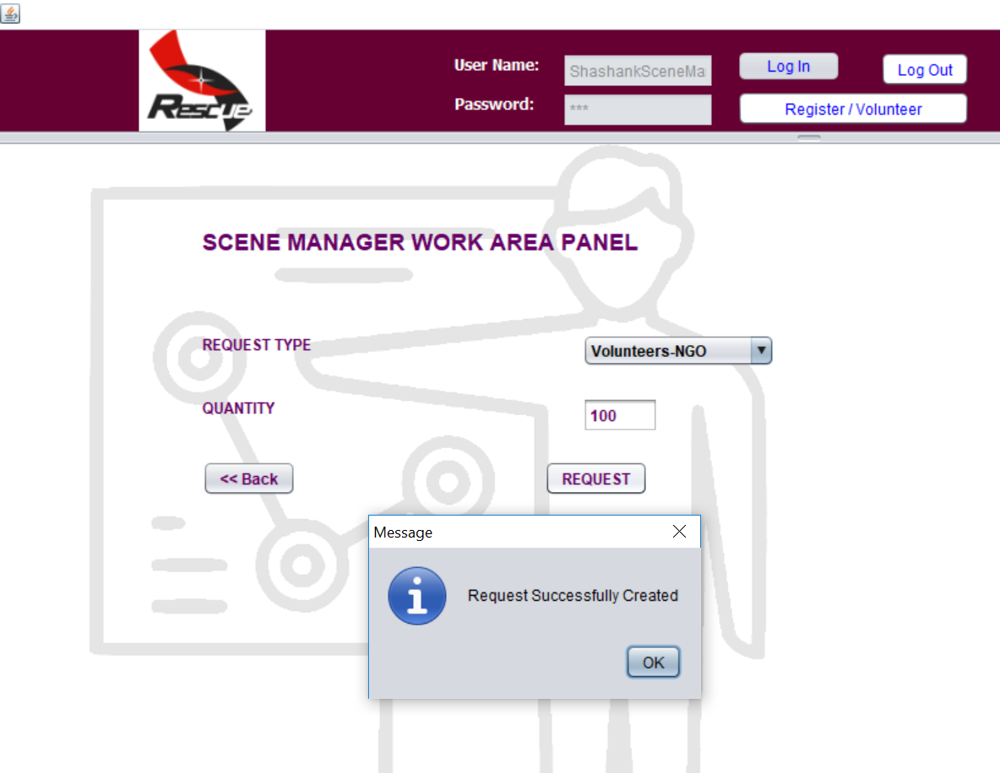 Rescue
User Name:
ShashankSceneMa
Log In
Log Out
Password:
***
Register / Volunteer
SCENE MANAGER WORK AREA PANEL
REQUEST TYPE
Volunteers-NGO
QUANTITY
100
<< Back
REQUEST
Message
Request Successfully Created
OK